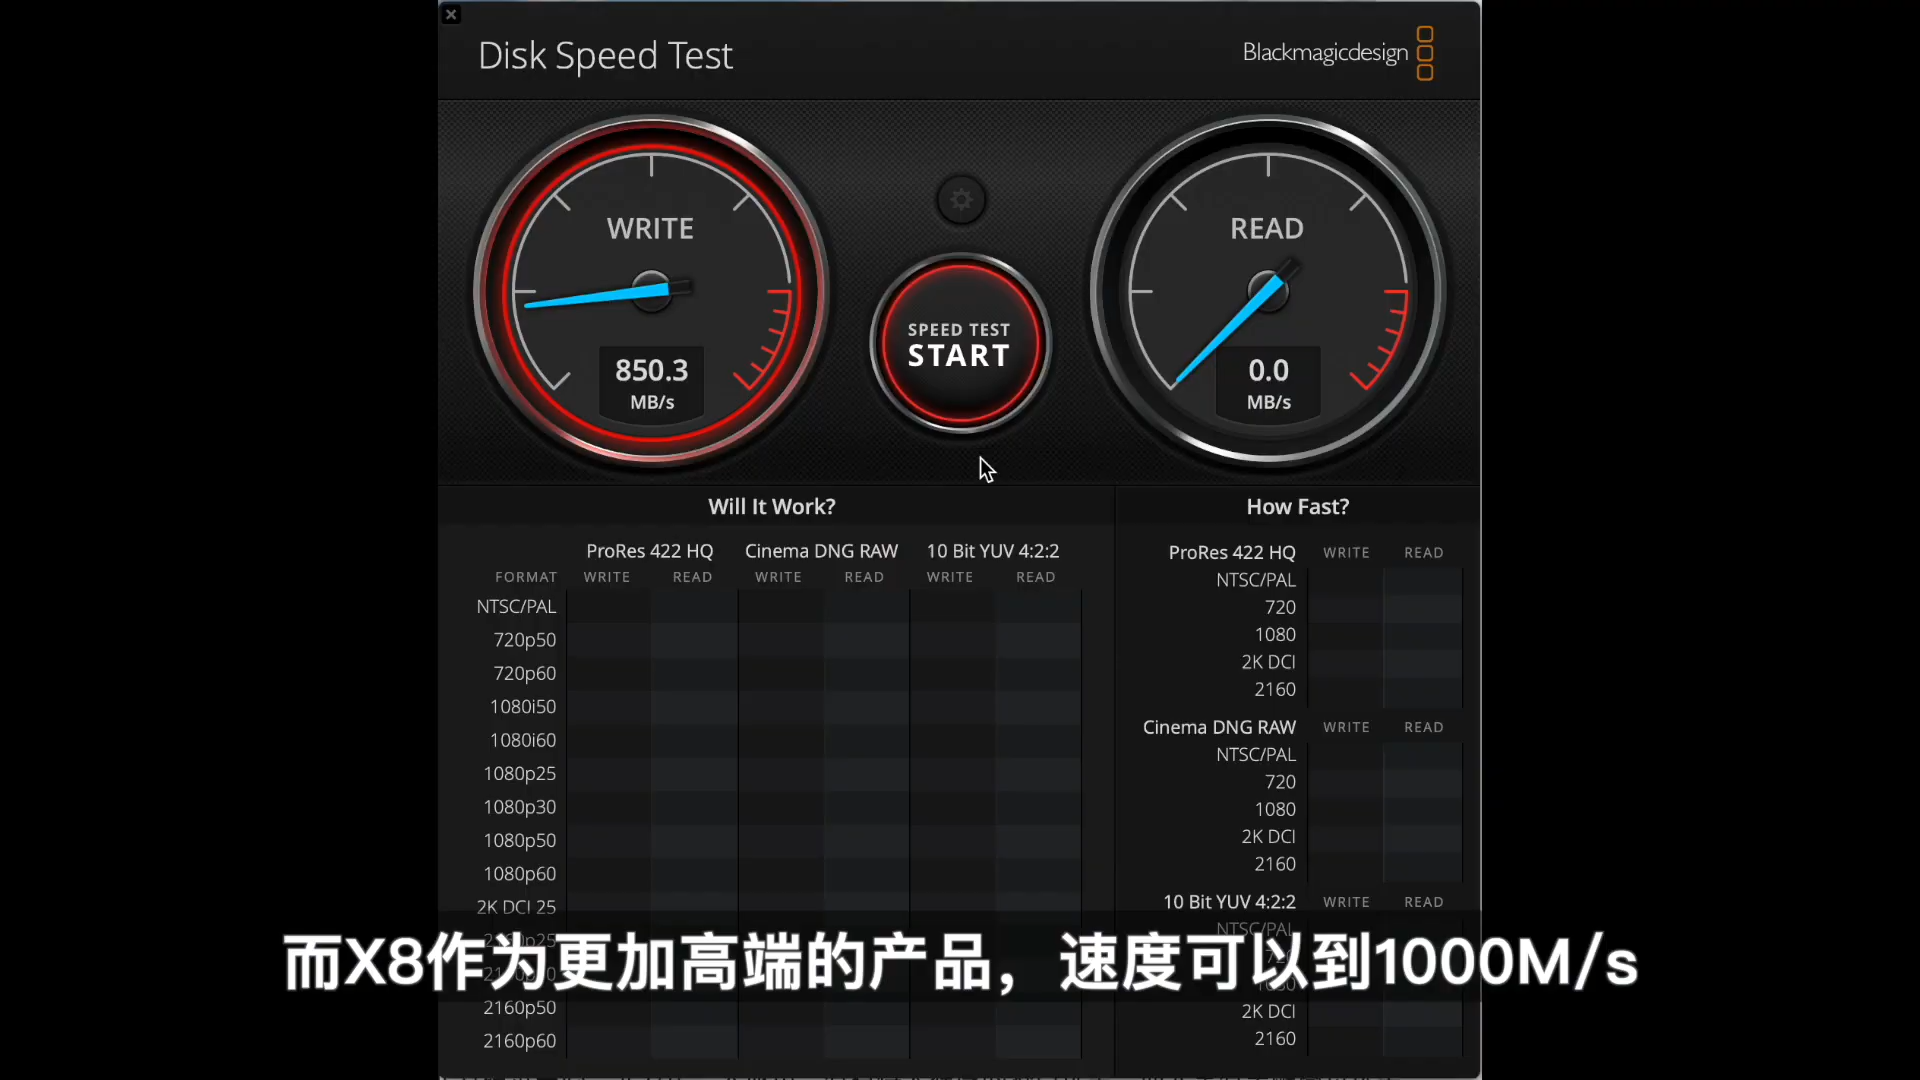 Disk Speed Test
Blackmagicdesign
WRITE
850.3
MB/s
SPEED TEST
START
READ
0.0
MB/s
Will It Work?
ProRes 422 HQ Cinema DNG RAW 10 Bit YUV 4:2:2
FORMAT WRITE READ WRITE READ WRITE READ
NTSC/PAL
720p50
720p60
1080i50
1080i60
1080p25
1080p30
1080p50
1080p60
2K DCI 25
2160p50
2160p60
How Fast?
ProRes 422 HQ WRITE READ
NTSC/PAL
720
1080
2K DCI
2160
Cinema DNG RAW WRITE READ
NTSC/PAL
720
1080
2K DCI
2160
10 Bit YUV 4:2:2 WRITE READ
NTSC/PAL
2K DCI
2160
而X8作为更加高端的产品，速度可以到1000M/s